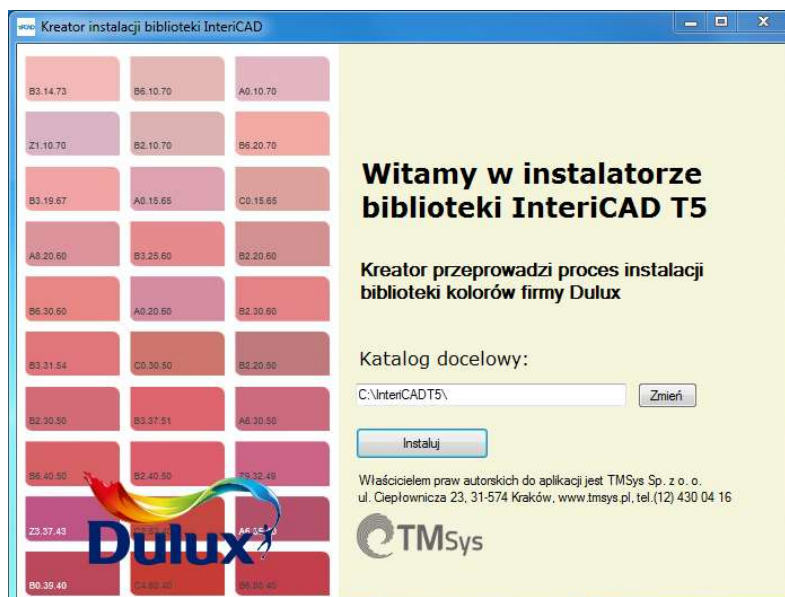 Kreator instalacji biblioteki InteriCAD
B3.14.73 B6.10.70 A0.10.70
Z1.10.70 B2.10.70 B6.20.70
B3.19.67 A0.15.65 C0.15.65
A8.20.60 B3.25.60 B2.20.60
B6.30.60 A0.20.50 B2.30.60
B3.31.54 C0.30.50 B2.20.50
B2.30.50 B3.37.51 A6.30.50
B6.40.50 B2.40.50 Z9.32.46
Z3.37.43
B0.39.40
Dulux
Witamy w instalatorze
biblioteki InteriCAD T5
Kreator przeprowadzi proces instalacji
biblioteki kolorów firmy Dulux
Katalog docelowy:
C:\InteriCADT5\
Zmień
Instaluj
Właścicielem praw autorskich do aplikacji jest TMSys Sp. z o. o.
ul. Ciepłownicza 23, 31-574 Kraków, www.tmsys.pl, tel.(12) 430 04 16
TMSys